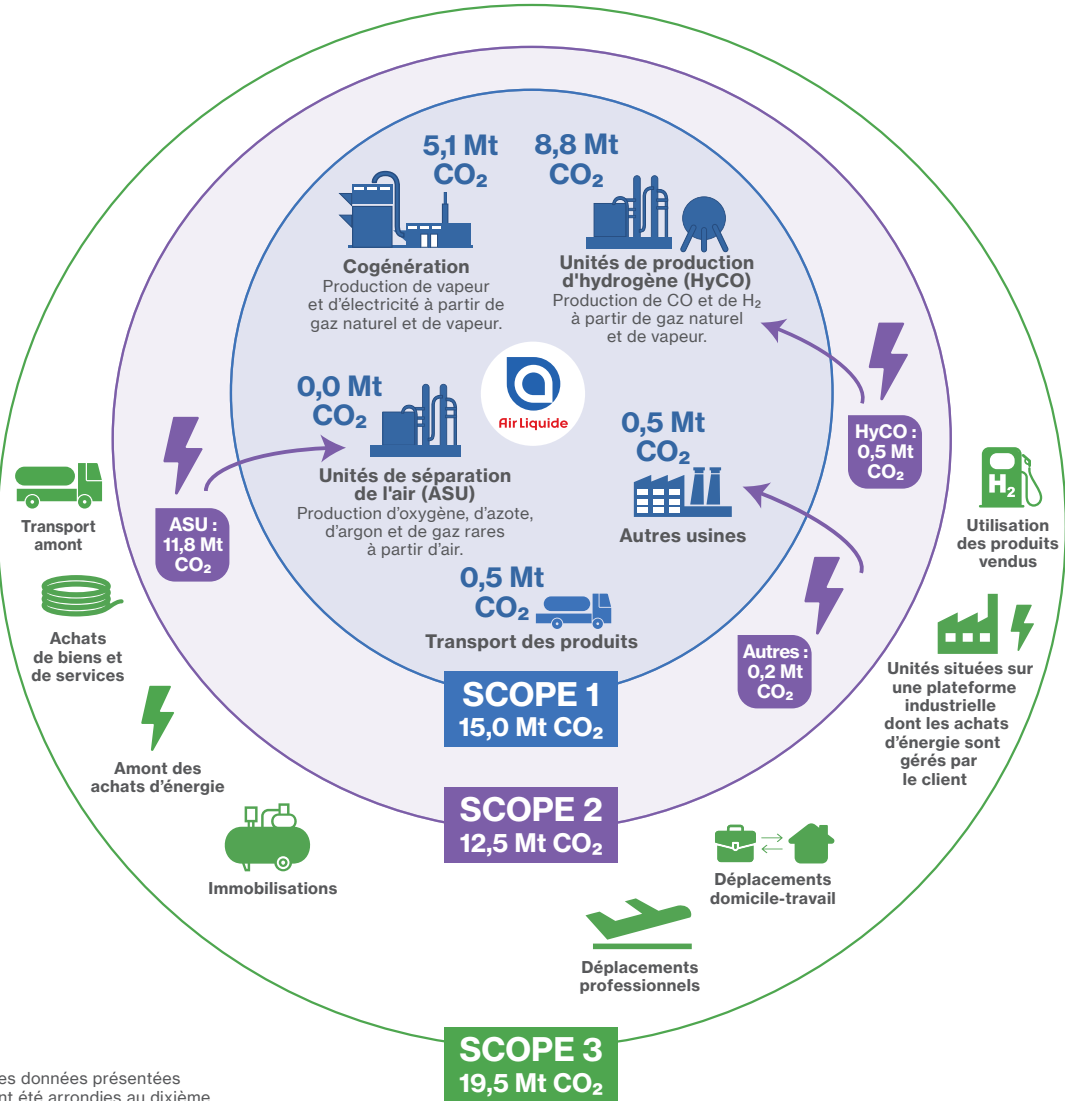 5,1 Mt
CO₂
Cogénération
Production de vapeur
et d'électricité à partir de
gaz naturel et de vapeur.
8,8 Mt
CO₂
Unités de production
d'hydrogène (HyCO)
Production de CO et de H₂
à partir de gaz naturel
et de vapeur.
Air Liquide
0,0 Mt
CO₂
Unités de séparation
de l'air (ASU)
Production d'oxygène, d'azote,
d'argon et de gaz rares
à partir d'air.
0,5 Mt
CO₂
Autres usines
0,5 Mt
CO₂
Transport des produits
SCOPE 1
15,0 Mt CO₂
ASU :
11,8 Mt
CO₂
HyCO :
0,5 Mt
CO₂
Autres :
0,2 Mt
CO₂
SCOPE 2
12,5 Mt CO₂
Transport
amont
Achats
de biens et
de services
Amont des
achats d'énergie
Immobilisations
H₂
Utilisation
des produits
vendus
Unités situées sur
une plateforme
industrielle
dont les achats
d'énergie sont
gérés par
le client
Déplacements
domicile-travail
Déplacements
professionnels
SCOPE 3
19,5 Mt CO₂
es données présentées
nt été arrondies au dixième